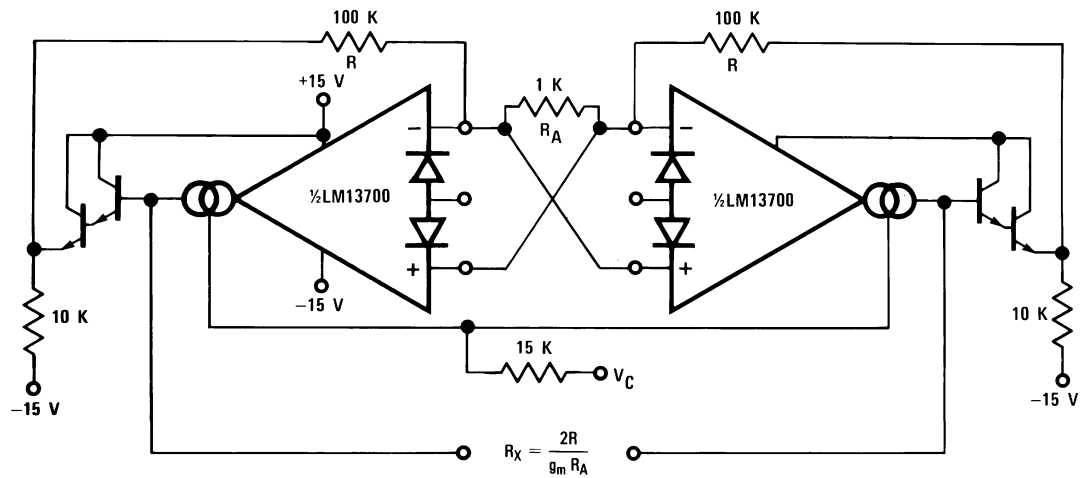 100 K
R
100 K
R
+15 V
1 K
R_A
−
−
½LM13700
½LM13700
+
+
−15 V
10 K
10 K
15 K
V_C
−15 V
−15 V
R_X = 2R / g_m R_A